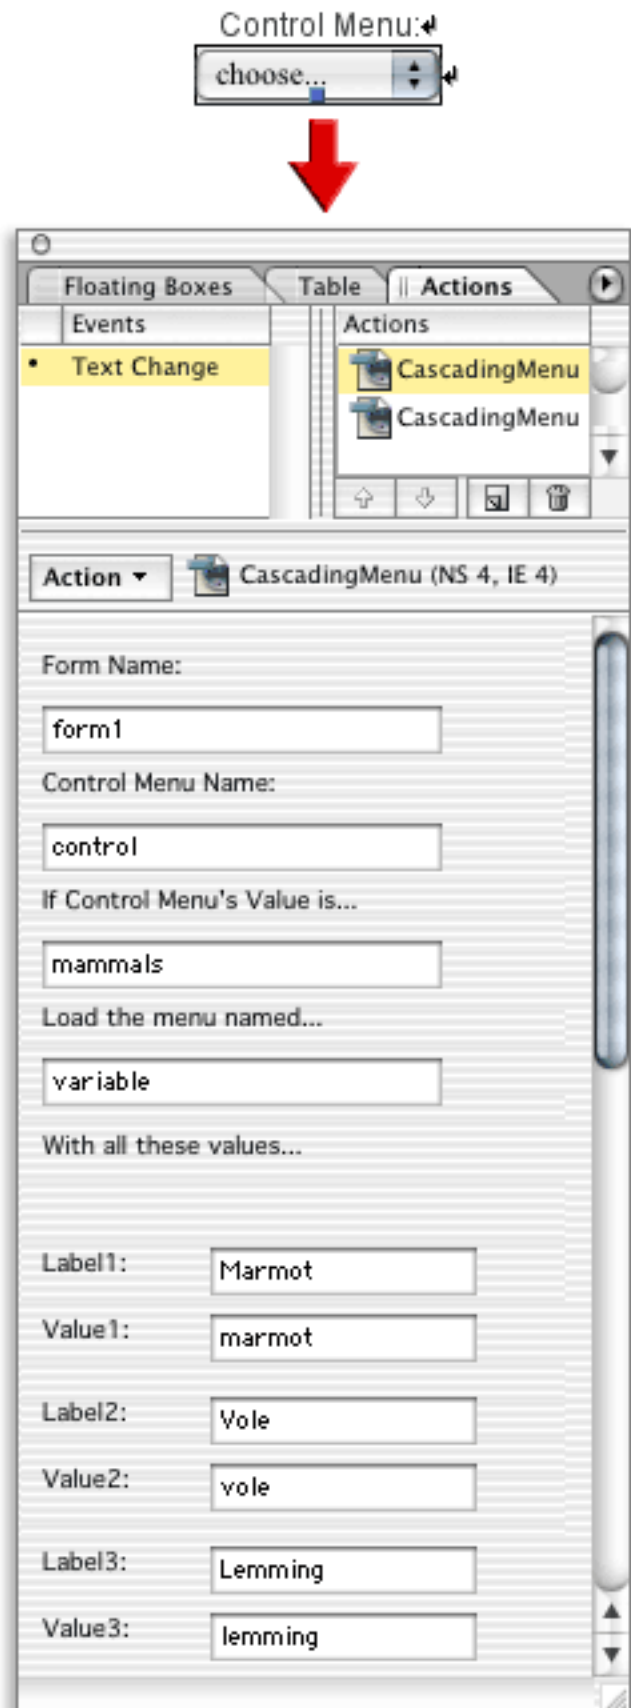 Control Menu:
choose...
Floating Boxes Table Actions
Events Actions
Text Change CascadingMenu
CascadingMenu
Action CascadingMenu (NS 4, IE 4)
Form Name:
form1
Control Menu Name:
control
If Control Menu's Value is...
mammals
Load the menu named...
variable
With all these values...
Label1: Marmot
Value1: marmot
Label2: Vole
Value2: vole
Label3: Lemming
Value3: lemming